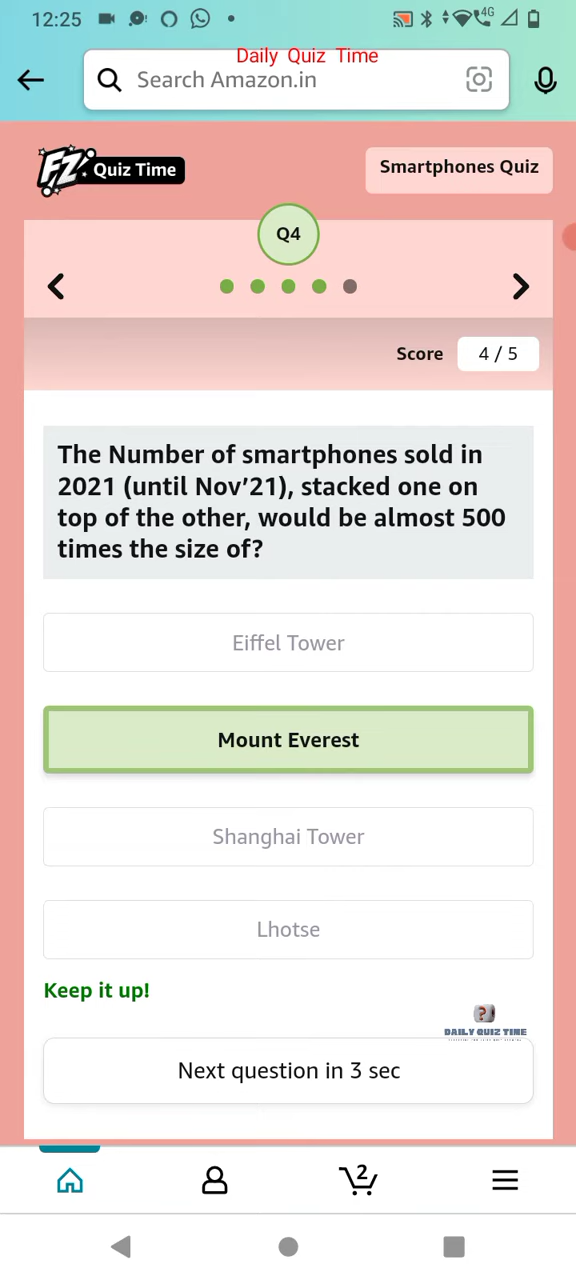 12:25
4G
Daily Quiz Time
Search Amazon.in
FZ Quiz Time
Smartphones Quiz
Q4
Score 4 / 5
The Number of smartphones sold in
2021 (until Nov’21), stacked one on
top of the other, would be almost 500
times the size of?
Eiffel Tower
Mount Everest
Shanghai Tower
Lhotse
Keep it up!
?
DAILY QUIZ TIME
Next question in 3 sec
2